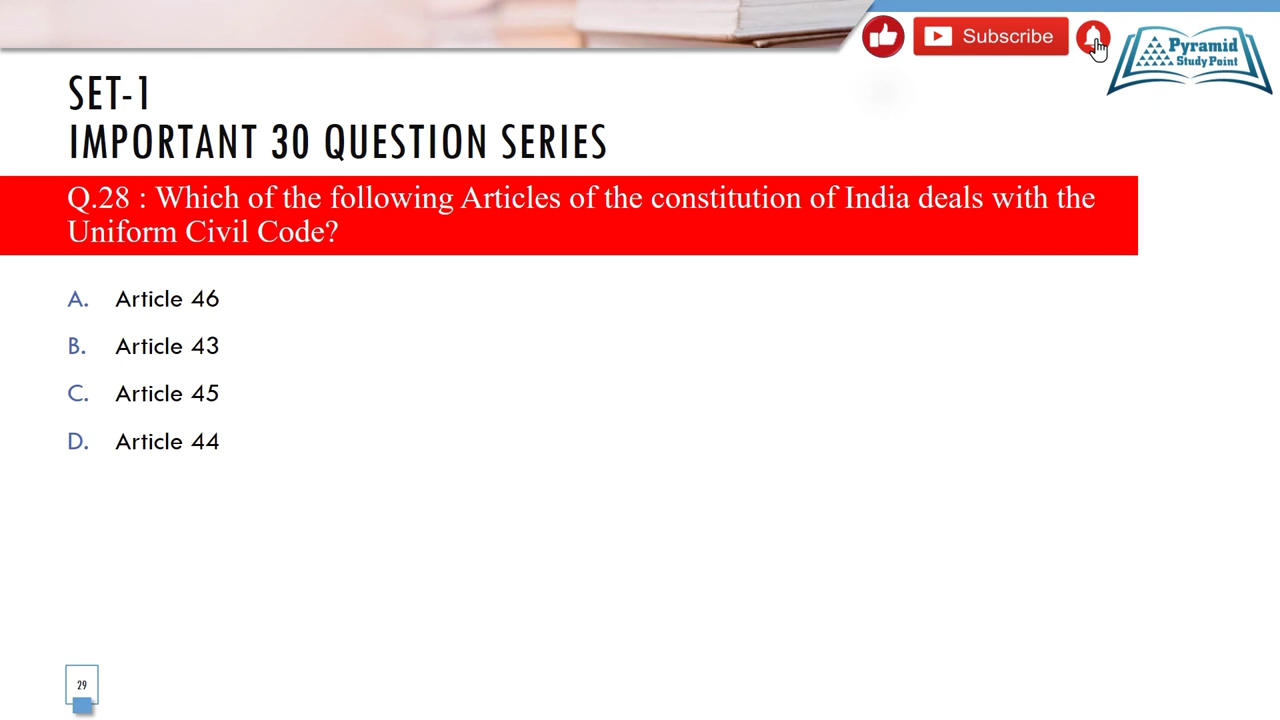 Subscribe
Pyramid
Study Point
SET-1
IMPORTANT 30 QUESTION SERIES
Q.28 : Which of the following Articles of the constitution of India deals with the
Uniform Civil Code?
A. Article 46
B. Article 43
C. Article 45
D. Article 44
29